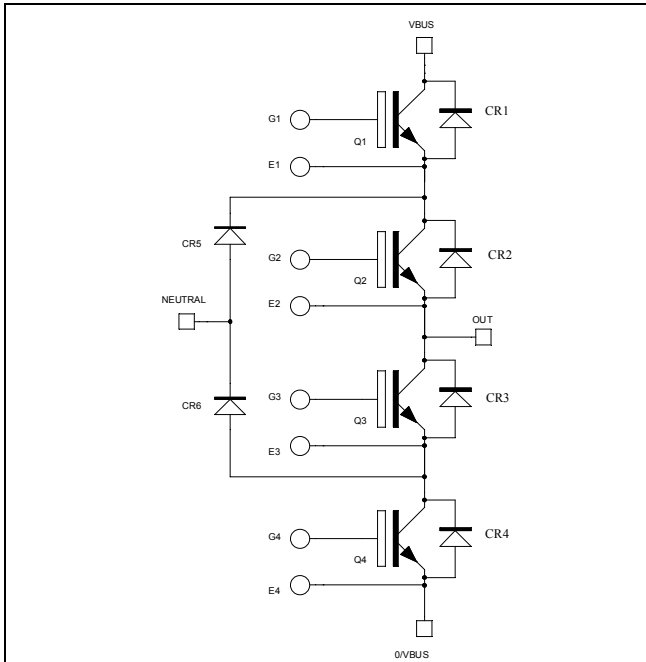 VBUS
CR1
G1
Q1
E1
CR5
CR2
G2
Q2
NEUTRAL
E2
OUT
CR6
G3
CR3
Q3
E3
G4
CR4
Q4
E4
0/VBUS